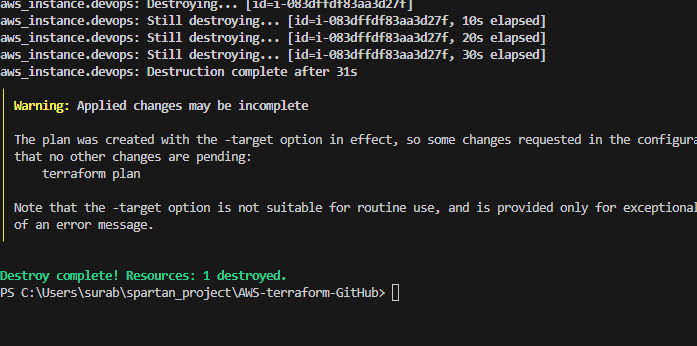 aws_instance.devops: Destroying... [id=i-083dffdf83aa3d27f]
aws_instance.devops: Still destroying... [id=i-083dffdf83aa3d27f, 10s elapsed]
aws_instance.devops: Still destroying... [id=i-083dffdf83aa3d27f, 20s elapsed]
aws_instance.devops: Still destroying... [id=i-083dffdf83aa3d27f, 30s elapsed]
aws_instance.devops: Destruction complete after 31s
Warning: Applied changes may be incomplete
The plan was created with the -target option in effect, so some changes requested in the configura
that no other changes are pending:
terraform plan
Note that the -target option is not suitable for routine use, and is provided only for exceptional
of an error message.
Destroy complete! Resources: 1 destroyed.
PS C:\Users\surab\spartan_project\AWS-terraform-GitHub>